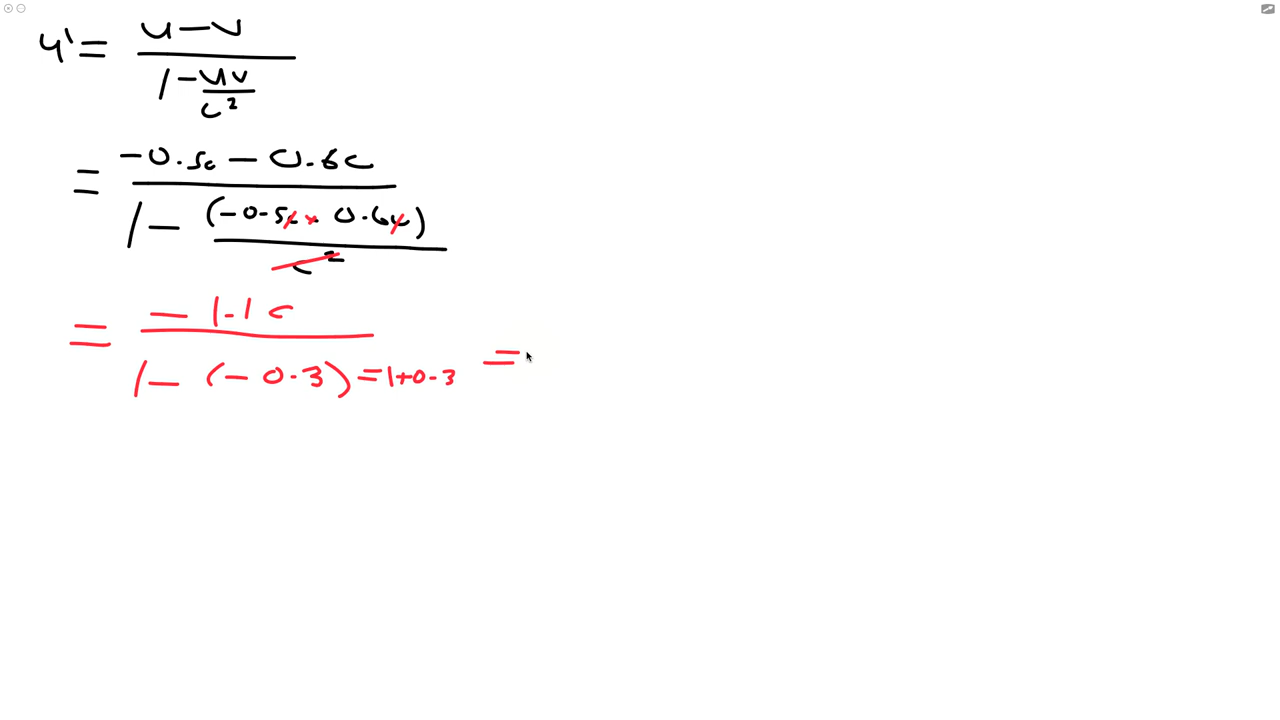 u' = u-v / 1 - uv/c²
= -0.5c - 0.6c / 1 - (-0.5c × 0.6c) / c²
= -1.1c / 1 - (-0.3) = 1+0.3 =